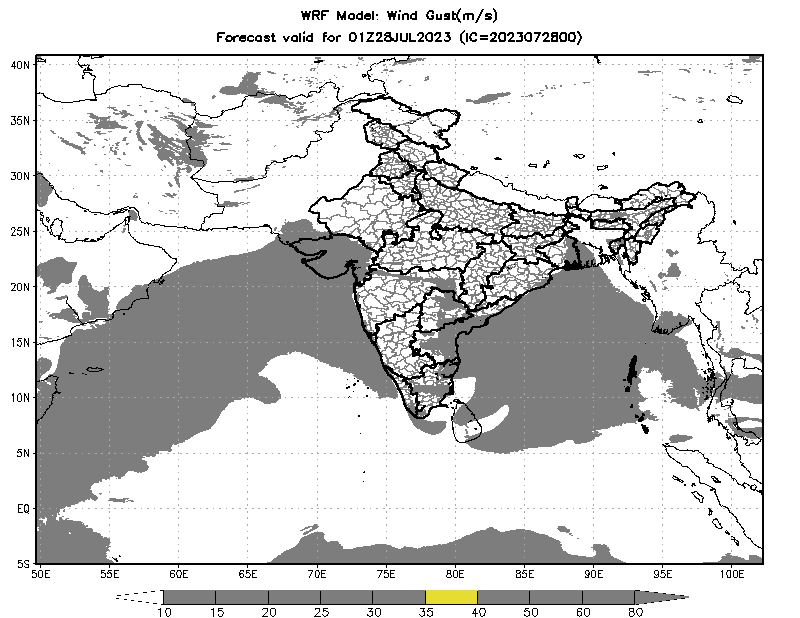 WRF Model: Wind Gust(m/s)
Forecast valid for 01Z28JUL2023 (IC=2023072800)
40N
35N
30N
25N
20N
15N
10N
5N
EQ
5S
50E 55E 60E 65E 70E 75E 80E 85E 90E 95E 100E
10 15 20 25 30 35 40 50 60 80